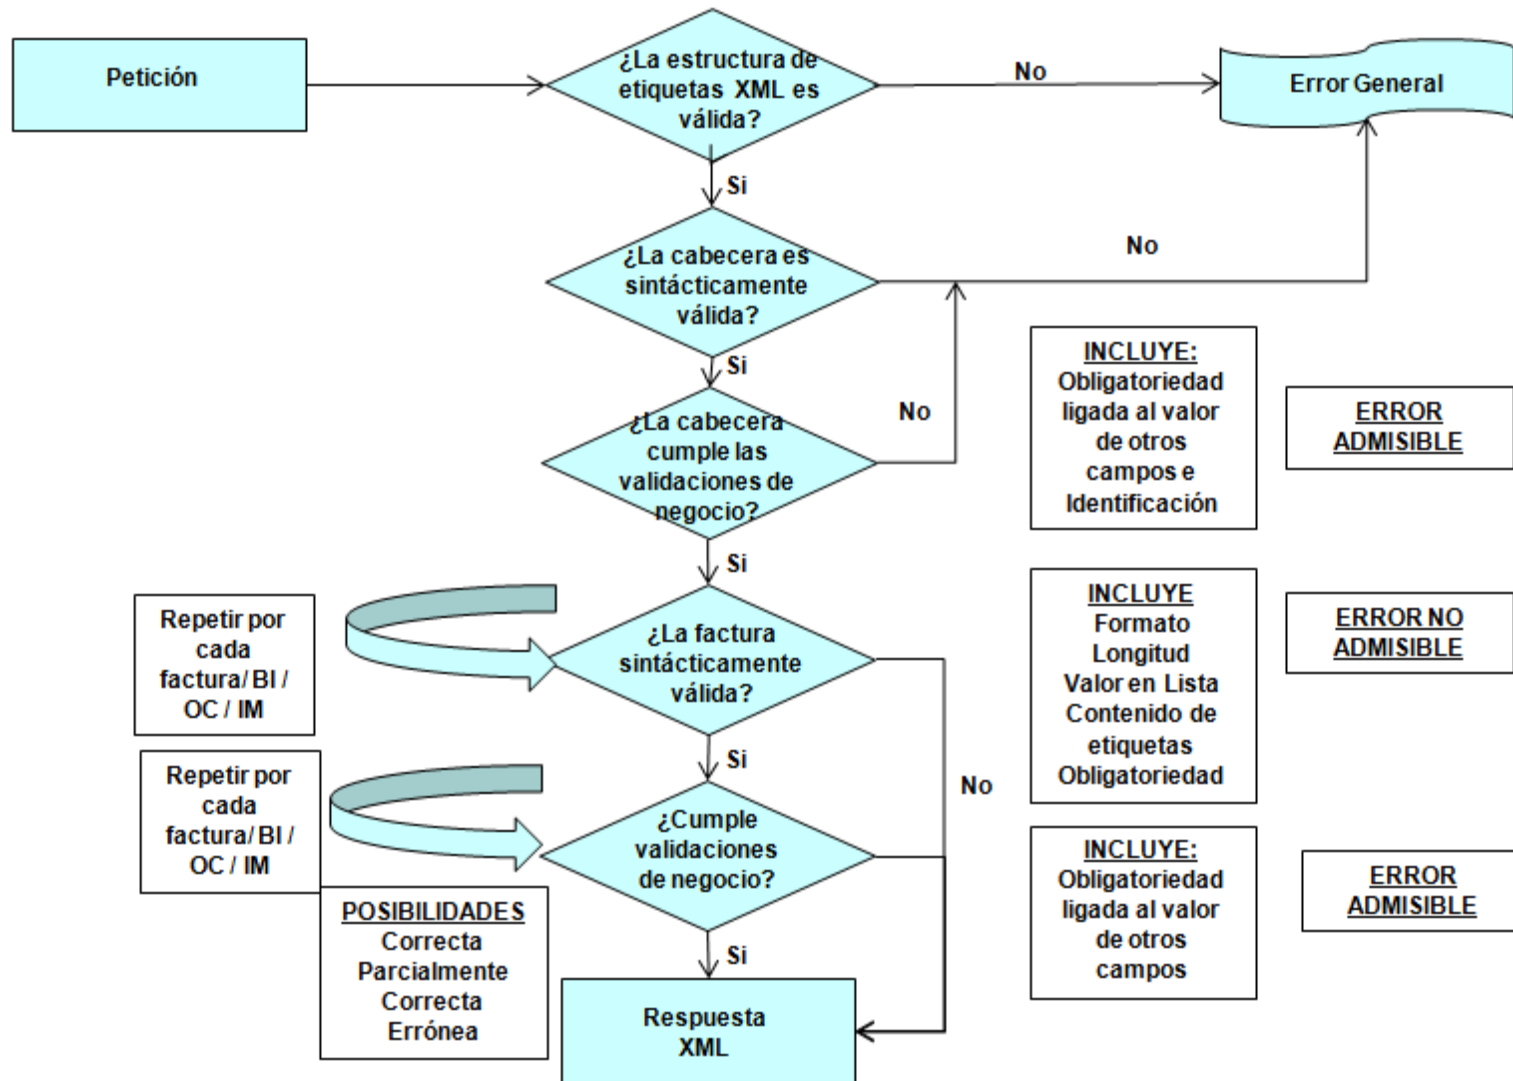 Petición
¿La estructura de
etiquetas XML es
válida?
No
Error General
Si
¿La cabecera es
sintácticamente
válida?
No
Si
¿La cabecera
cumple las
validaciones de
negocio?
No
INCLUYE:
Obligatoriedad
ligada al valor
de otros
campos e
Identificación
ERROR
ADMISIBLE
Si
Repetir por
cada
factura/ BI /
OC / IM
¿La factura
sintácticamente
válida?
INCLUYE
Formato
Longitud
Valor en Lista
Contenido de
etiquetas
Obligatoriedad
ERROR NO
ADMISIBLE
Si
No
Repetir por
cada
factura/ BI /
OC / IM
¿Cumple
validaciones
de negocio?
INCLUYE:
Obligatoriedad
ligada al valor
de otros
campos
ERROR
ADMISIBLE
POSIBILIDADES
Correcta
Parcialmente
Correcta
Errónea
Si
Respuesta
XML